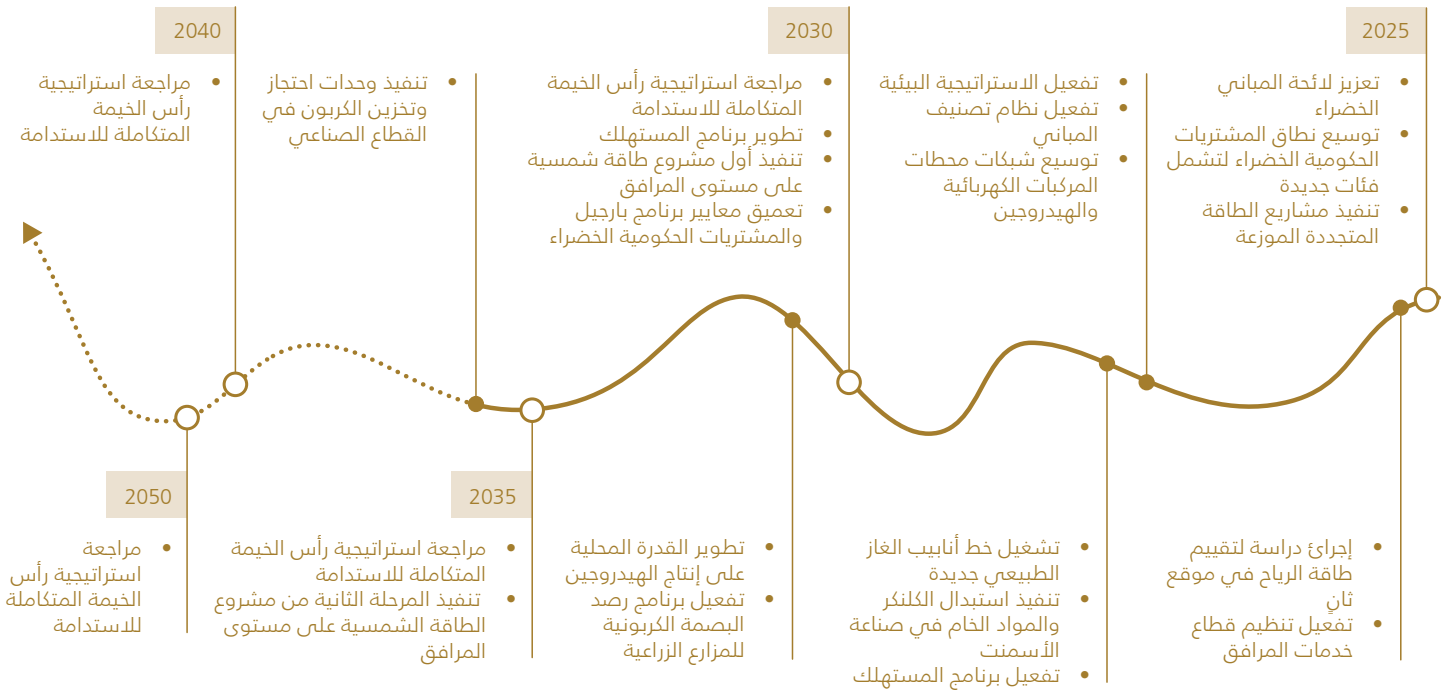 2025
تعزيز لائحة المباني
الخضراء
توسيع نطاق المشتريات
الحكومية الخضراء لتشمل
فئات جديدة
تنفيذ مشاريع الطاقة
المتجددة الموزعة
إجرائ دراسة لتقييم
طاقة الرياح في موقع
ثانٍ
تفعيل تنظيم قطاع
خدمات المرافق
تفعيل الاستراتيجية البيئية
تفعيل نظام تصنيف
المباني
توسيع شبكات محطات
المركبات الكهربائية
والهيدروجين
تشغيل خط أنابيب الغاز
الطبيعي جديدة
تنفيذ استبدال الكلنكر
والمواد الخام في صناعة
الأسمنت
تفعيل برنامج المستهلك
2030
مراجعة استراتيجية رأس الخيمة
المتكاملة للاستدامة
تطوير برنامج المستهلك
تنفيذ أول مشروع طاقة شمسية
على مستوى المرافق
تعميق معايير برنامج بارجيل
والمشتريات الحكومية الخضراء
تطوير القدرة المحلية
على إنتاج الهيدروجين
تفعيل برنامج رصد
البصمة الكربونية
للمزارع الزراعية
2035
مراجعة استراتيجية رأس الخيمة
المتكاملة للاستدامة
تنفيذ المرحلة الثانية من مشروع
الطاقة الشمسية على مستوى
المرافق
تنفيذ وحدات احتجاز
وتخزين الكربون في
القطاع الصناعي
2040
مراجعة استراتيجية
رأس الخيمة
المتكاملة للاستدامة
2050
مراجعة
استراتيجية رأس
الخيمة المتكاملة
للاستدامة